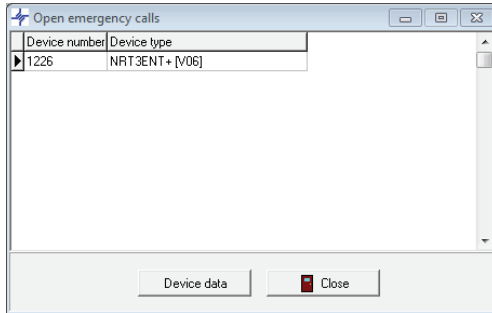 Open emergency calls
Device number Device type
1226 NRT3ENT+ [V06]
Device data Close